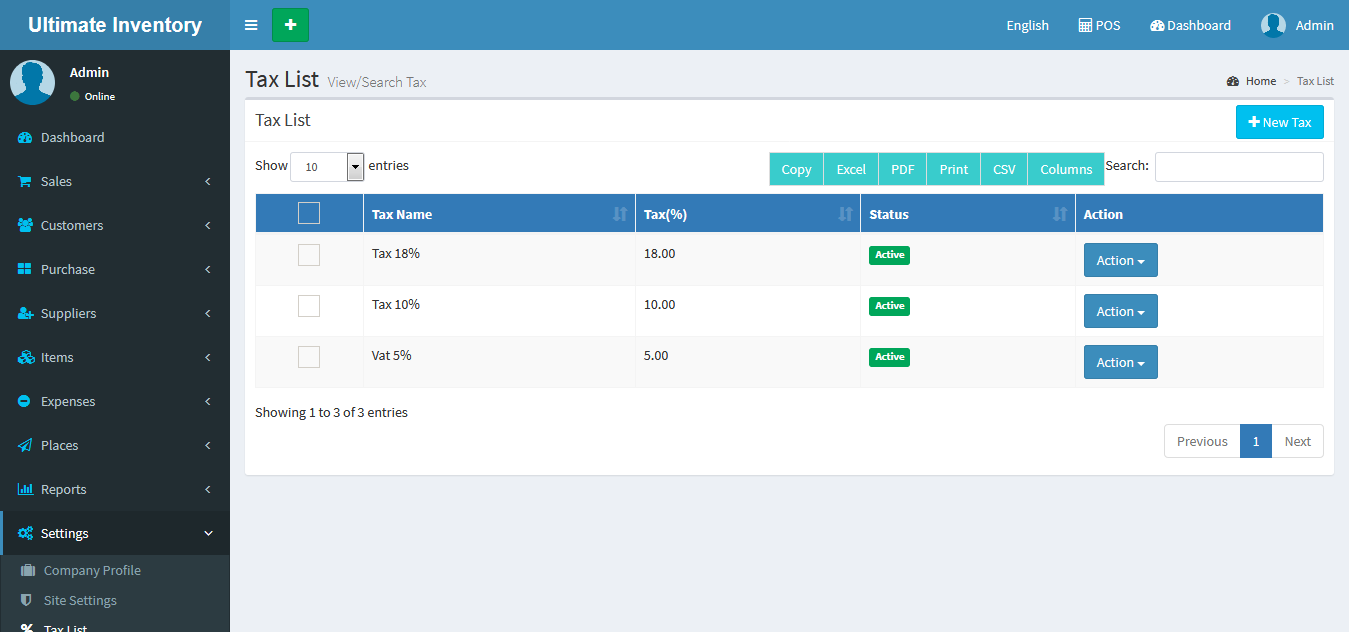 Ultimate Inventory
English POS Dashboard Admin
Admin
Online
Dashboard
Sales
Customers
Purchase
Suppliers
Items
Expenses
Places
Reports
Settings
Company Profile
Site Settings
Tax List
Tax List View/Search Tax
Home > Tax List
Tax List
New Tax
Show 10 entries
Copy Excel PDF Print CSV Columns Search:
Tax Name Tax(%) Status Action
Tax 18% 18.00 Active Action
Tax 10% 10.00 Active Action
Vat 5% 5.00 Active Action
Showing 1 to 3 of 3 entries
Previous 1 Next